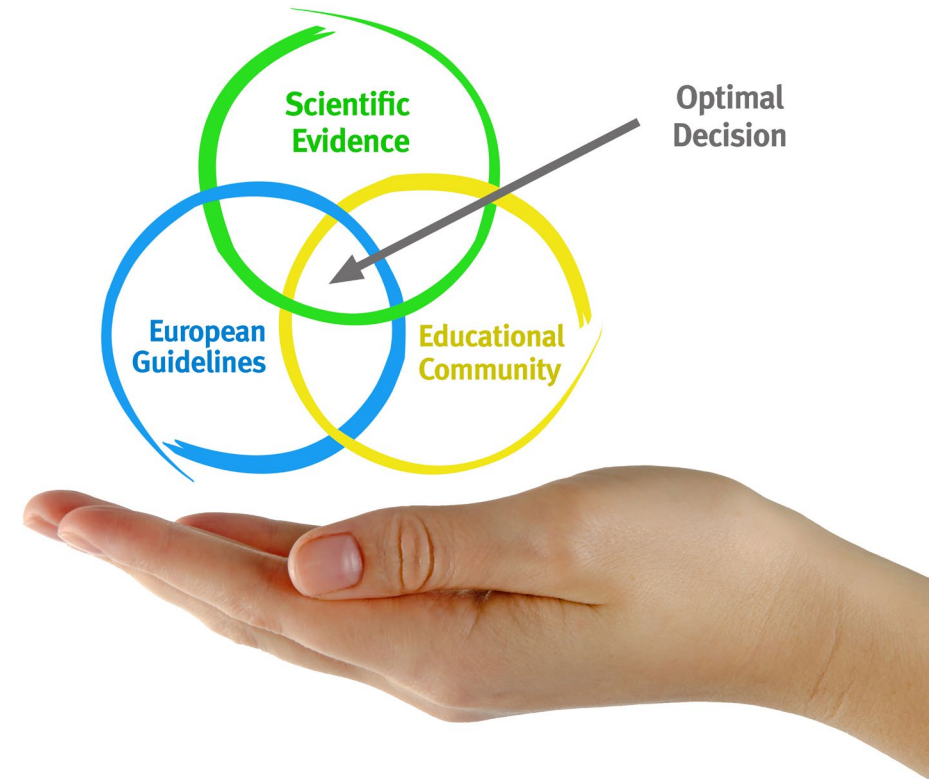 Scientific
Evidence
Optimal
Decision
European
Guidelines
Educational
Community